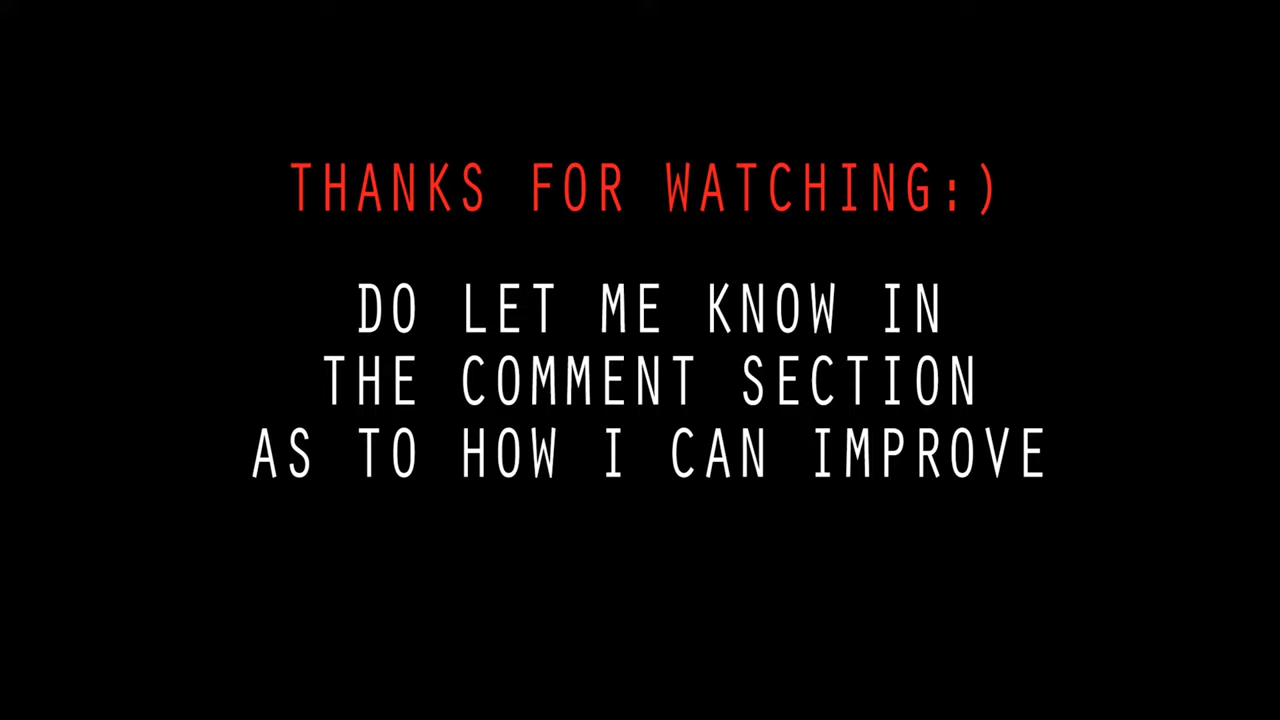 THANKS FOR WATCHING:)
DO LET ME KNOW IN
THE COMMENT SECTION
AS TO HOW I CAN IMPROVE